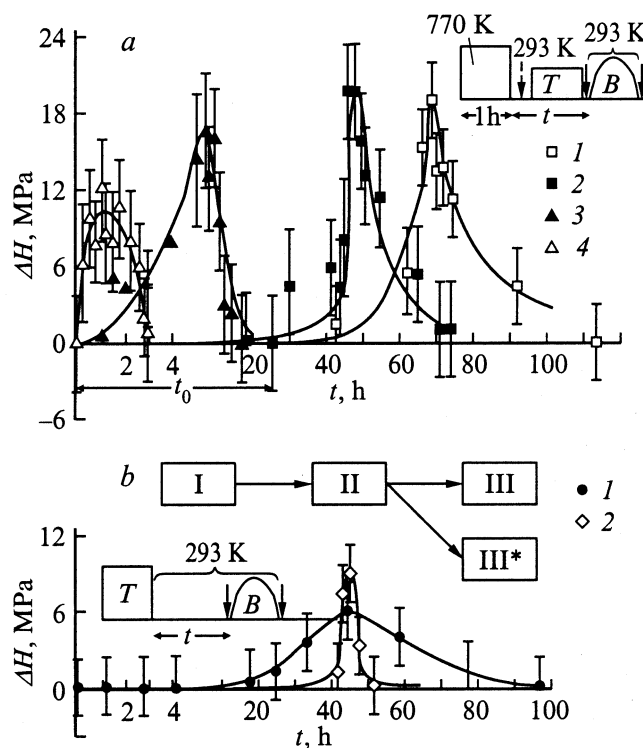 a
24
18
12
6
0
−6
ΔH, MPa
770 K
293 K
293 K
T
B
1h
t
1
2
3
4
2 4 20 40 60 80 100
t₀
t, h
b
I
II
III
III*
1
2
12
6
0
ΔH, MPa
293 K
T
B
t
2 4 20 40 60 80 100
t, h